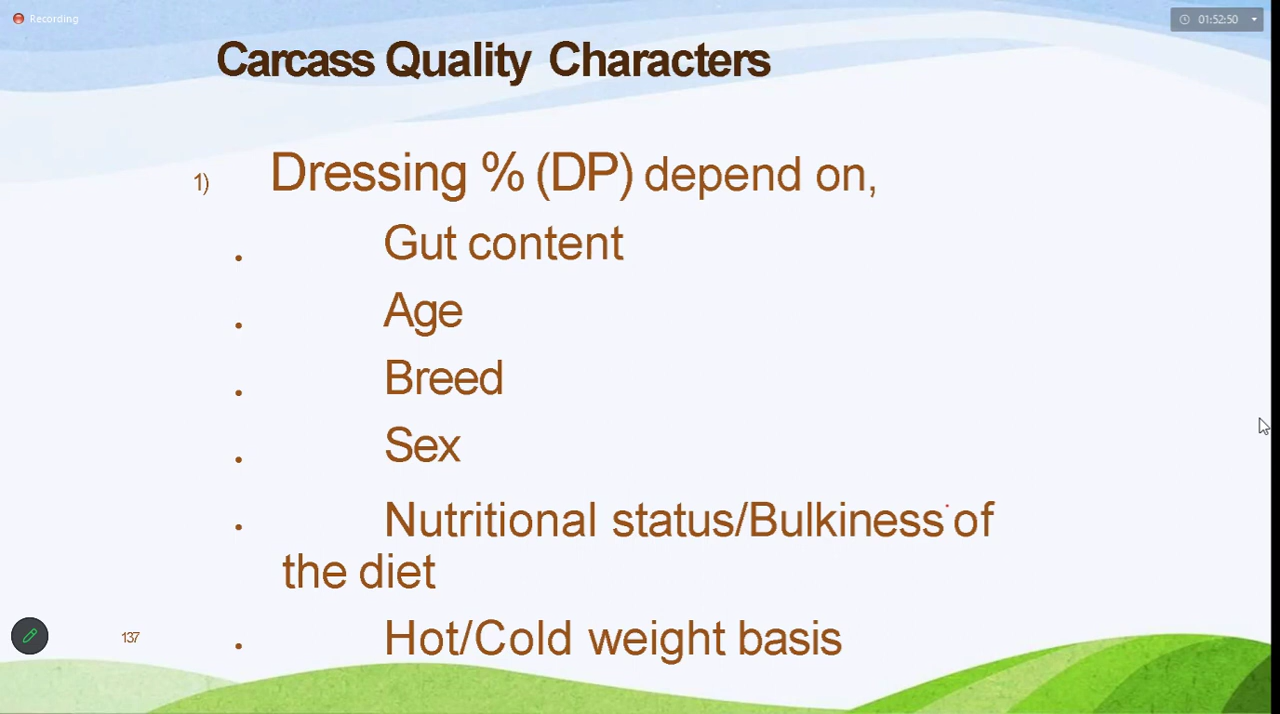 Recording
01:52:50
Carcass Quality Characters
1) Dressing % (DP) depend on,
. Gut content
. Age
. Breed
. Sex
. Nutritional status/Bulkiness of
the diet
137
. Hot/Cold weight basis